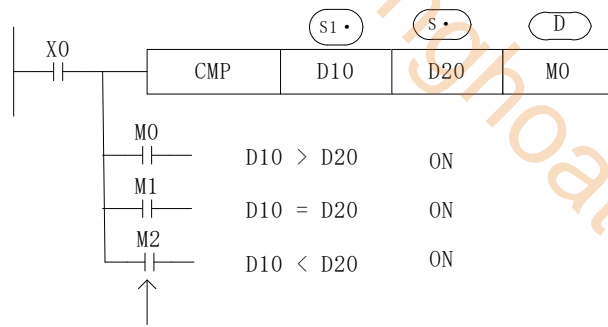 S1· S· D
X0
CMP D10 D20 M0
M0
D10 > D20 ON
M1
D10 = D20 ON
M2
D10 < D20 ON